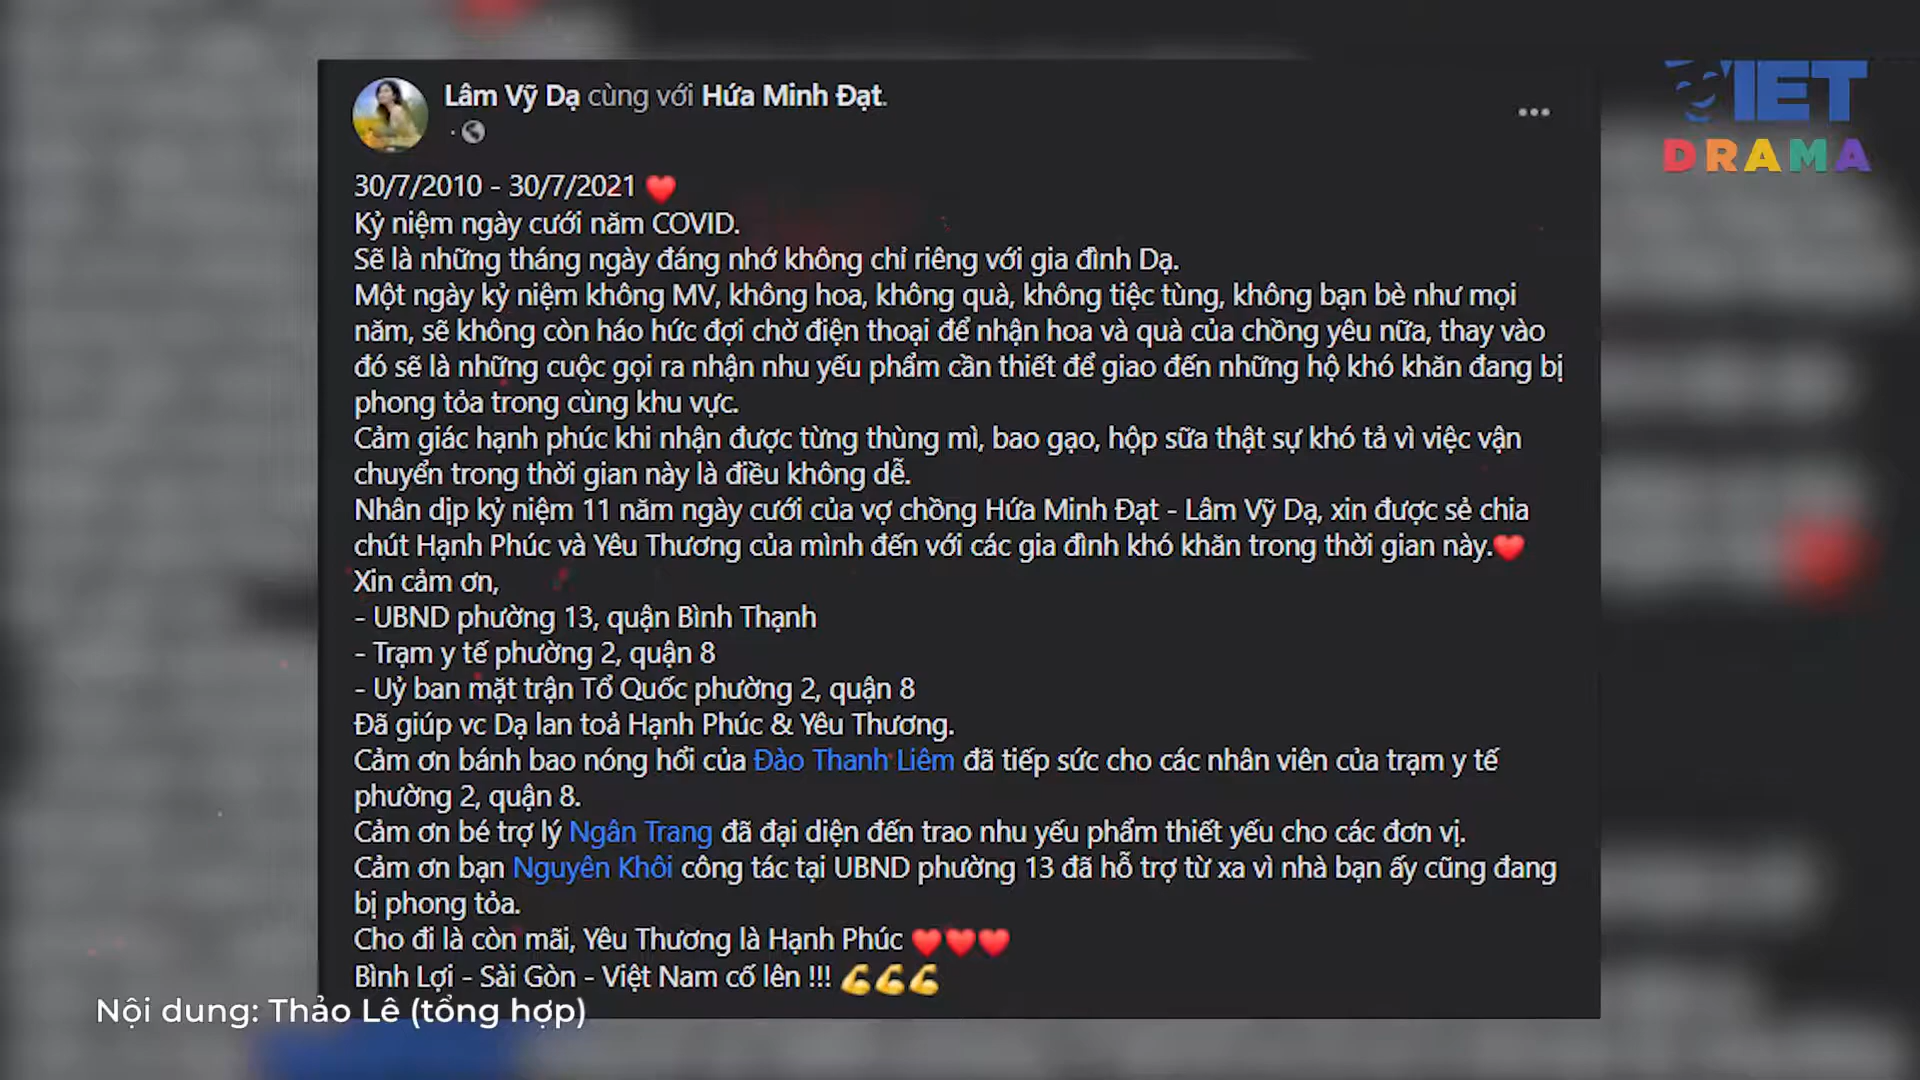 Lâm Vỹ Dạ cùng với Hứa Minh Đạt.
VIET
DRAMA
30/7/2010 - 30/7/2021 ❤️
Kỷ niệm ngày cưới năm COVID.
Sẽ là những tháng ngày đáng nhớ không chỉ riêng với gia đình Dạ.
Một ngày kỷ niệm không MV, không hoa, không quà, không tiệc tùng, không bạn bè như mọi
năm, sẽ không còn háo hức đợi chờ điện thoại để nhận hoa và quà của chồng yêu nữa, thay vào
đó sẽ là những cuộc gọi ra nhận nhu yếu phẩm cần thiết để giao đến những hộ khó khăn đang bị
phong tỏa trong cùng khu vực.
Cảm giác hạnh phúc khi nhận được từng thùng mì, bao gạo, hộp sữa thật sự khó tả vì việc vận
chuyển trong thời gian này là điều không dễ.
Nhân dịp kỷ niệm 11 năm ngày cưới của vợ chồng Hứa Minh Đạt - Lâm Vỹ Dạ, xin được sẻ chia
chút Hạnh Phúc và Yêu Thương của mình đến với các gia đình khó khăn trong thời gian này.❤️
Xin cảm ơn,
- UBND phường 13, quận Bình Thạnh
- Trạm y tế phường 2, quận 8
- Uỷ ban mặt trận Tổ Quốc phường 2, quận 8
Đã giúp vc Dạ lan toả Hạnh Phúc & Yêu Thương.
Cảm ơn bánh bao nóng hổi của Đào Thanh Liêm đã tiếp sức cho các nhân viên của trạm y tế
phường 2, quận 8.
Cảm ơn bé trợ lý Ngân Trang đã đại diện đến trao nhu yếu phẩm thiết yếu cho các đơn vị.
Cảm ơn bạn Nguyên Khôi công tác tại UBND phường 13 đã hỗ trợ từ xa vì nhà bạn ấy cũng đang
bị phong tỏa.
Cho đi là còn mãi, Yêu Thương là Hạnh Phúc ❤️❤️❤️
Bình Lợi - Sài Gòn - Việt Nam cố lên !!! 💪💪💪
Nội dung: Thảo Lê (tổng hợp)